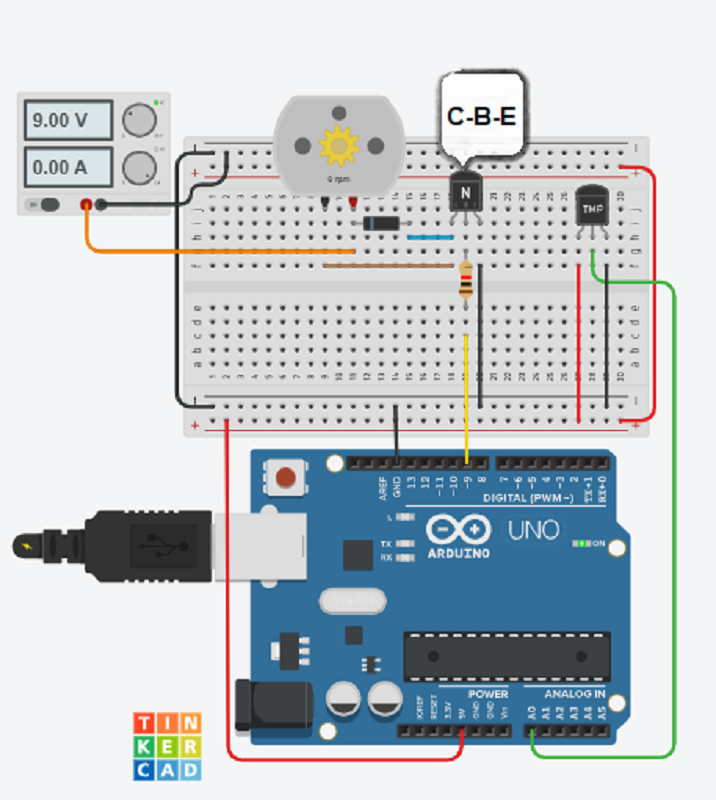 C-B-E
9.00 V
0.00 A
0 rpm
N
TMP
j
i
h
g
f
e
d
c
b
a
AREF
GND
13
12
~11
~10
~9
8
7
~6
~5
4
~3
2
TX→1
RX←0
DIGITAL (PWM~)
L
TX
RX
ARDUINO
UNO
ON
POWER
ANALOG IN
IOREF
RESET
3.3V
5V
GND
GND
Vin
A0
A1
A2
A3
A4
A5
TIN
KER
CAD